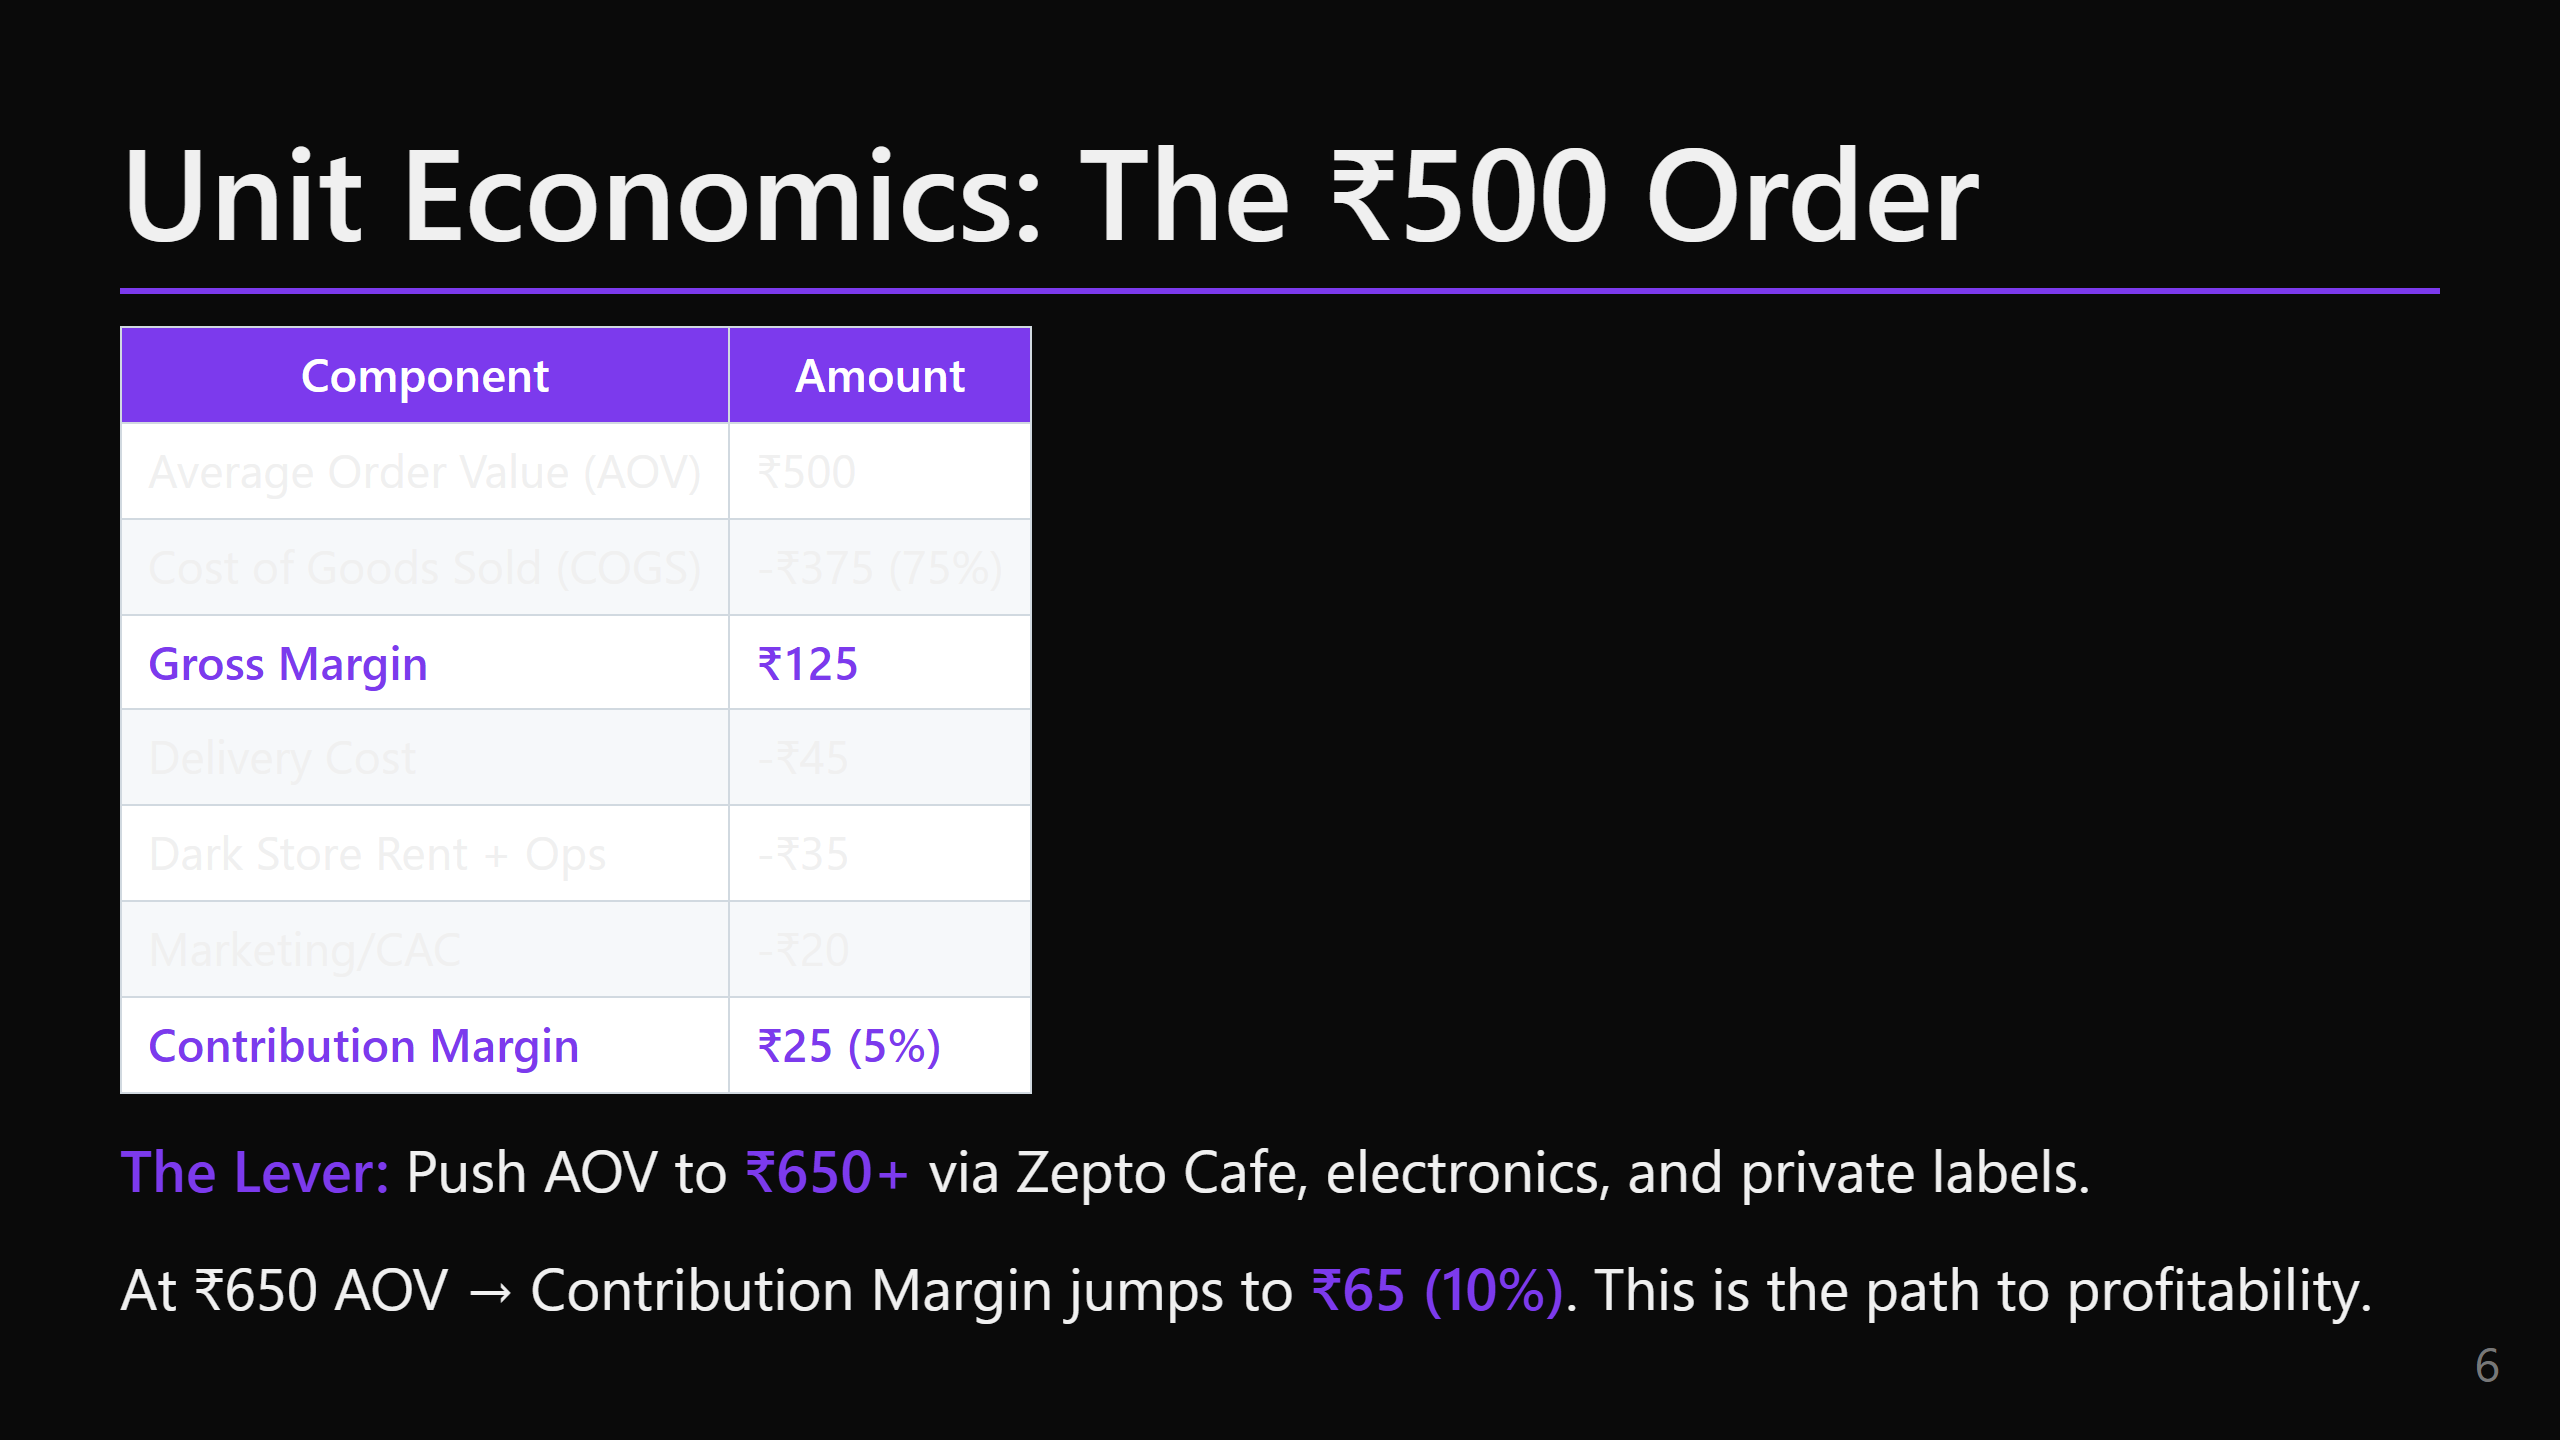 Unit Economics: The ₹500 Order
Component Amount
Average Order Value (AOV) ₹500
Cost of Goods Sold (COGS) -₹375 (75%)
Gross Margin ₹125
Delivery Cost -₹45
Dark Store Rent + Ops -₹35
Marketing/CAC -₹20
Contribution Margin ₹25 (5%)
The Lever: Push AOV to ₹650+ via Zepto Cafe, electronics, and private labels.
At ₹650 AOV → Contribution Margin jumps to ₹65 (10%). This is the path to profitability.
6